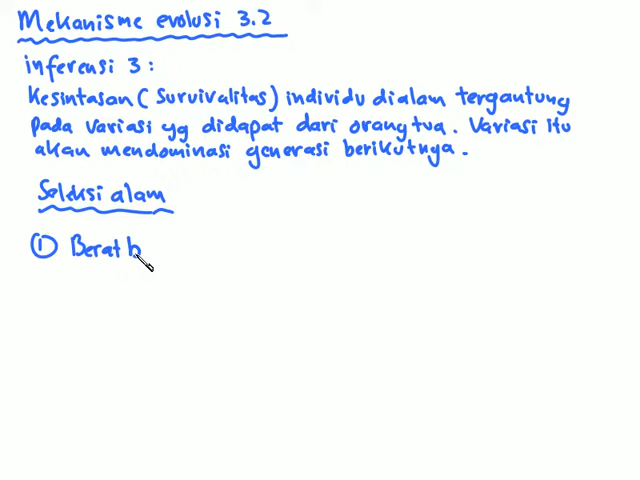 Mekanisme evolusi 3.2
inferensi 3 :
Kesintasan ( Survivalitas ) individu dialam tergantung
pada variasi yg didapat dari orang tua . Variasi itu
akan mendominasi generasi berikutnya .
Seleksi alam
① Berat b